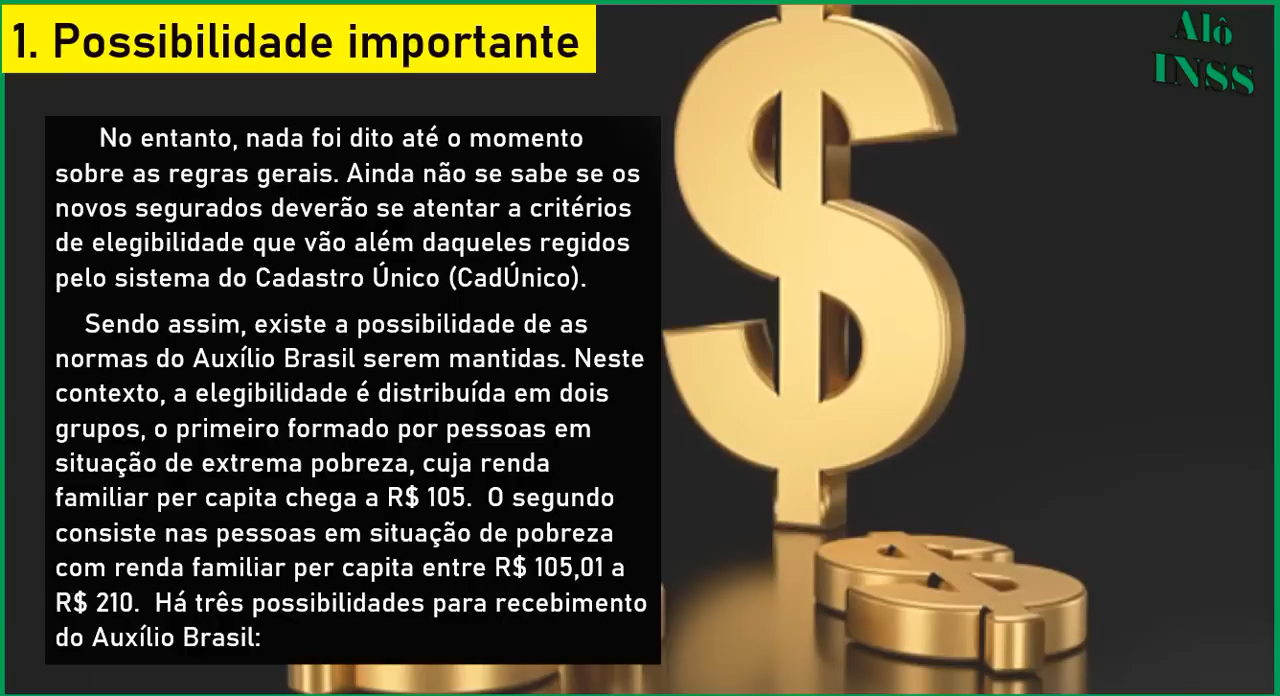 1. Possibilidade importante
Alô
INSS
No entanto, nada foi dito até o momento
sobre as regras gerais. Ainda não se sabe se os
novos segurados deverão se atentar a critérios
de elegibilidade que vão além daqueles regidos
pelo sistema do Cadastro Único (CadÚnico).
Sendo assim, existe a possibilidade de as
normas do Auxílio Brasil serem mantidas. Neste
contexto, a elegibilidade é distribuída em dois
grupos, o primeiro formado por pessoas em
situação de extrema pobreza, cuja renda
familiar per capita chega a R$ 105.  O segundo
consiste nas pessoas em situação de pobreza
com renda familiar per capita entre R$ 105,01 a
R$ 210.  Há três possibilidades para recebimento
do Auxílio Brasil: